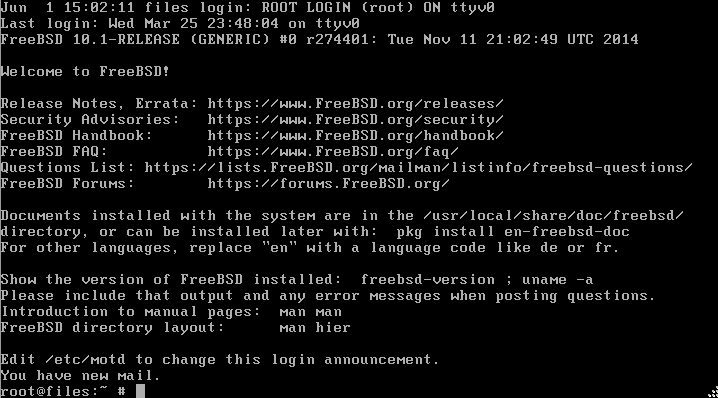 Jun  1 15:02:11 files login: ROOT LOGIN (root) ON ttyv0
Last login: Wed Mar 25 23:48:04 on ttyv0
FreeBSD 10.1-RELEASE (GENERIC) #0 r274401: Tue Nov 11 21:02:49 UTC 2014

Welcome to FreeBSD!

Release Notes, Errata: https://www.FreeBSD.org/releases/
Security Advisories:   https://www.FreeBSD.org/security/
FreeBSD Handbook:      https://www.FreeBSD.org/handbook/
FreeBSD FAQ:           https://www.FreeBSD.org/faq/
Questions List: https://lists.FreeBSD.org/mailman/listinfo/freebsd-questions/
FreeBSD Forums:        https://forums.FreeBSD.org/

Documents installed with the system are in the /usr/local/share/doc/freebsd/
directory, or can be installed later with:  pkg install en-freebsd-doc
For other languages, replace "en" with a language code like de or fr.

Show the version of FreeBSD installed:  freebsd-version ; uname -a
Please include that output and any error messages when posting questions.
Introduction to manual pages:  man man
FreeBSD directory layout:      man hier

Edit /etc/motd to change this login announcement.
You have new mail.
root@files:~ #